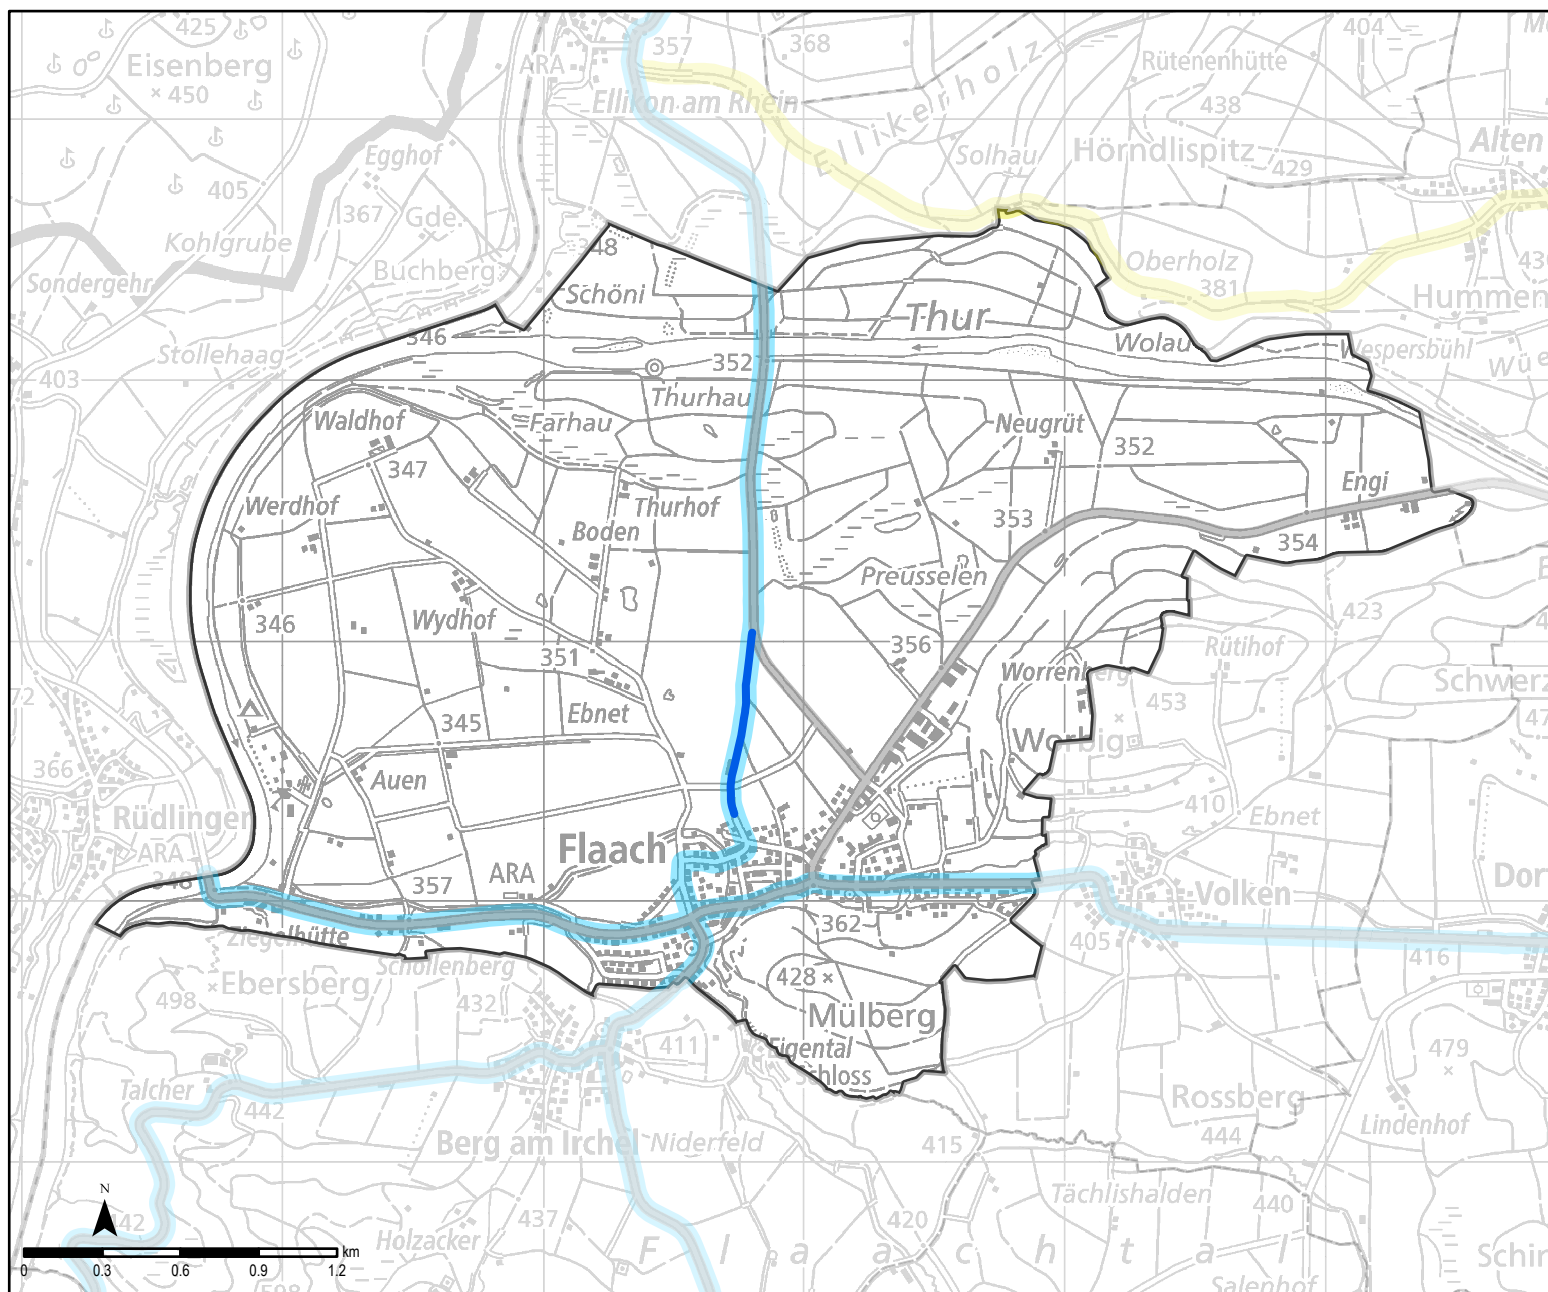 425
357
368
404
Eisenberg
450
ARA
Rütenenhütte
Ellikon am Rhein
438
Ellikerholz
Alten
Egghof
Solhau
Hörndlispitz
429
405
367
Gde.
Kohlgrube
348
Buchberg
Oberholz
381
Sondergehr
Schöni
Thur
346
Wolau
Stollehaag
352
Wespersbühl
403
Thurhau
Waldhof
Farhau
Neugrüt
352
347
Engi
Werdhof
Thurhof
353
Boden
354
Preusselen
Wydhof
423
346
356
351
Rütihof
Worrenberg
72
Ebnet
453
345
Worbig
366
Auen
410
Rüdlingen
Ebnet
Flaach
ARA
ARA
348
357
Volken
362
Ziegelhütte
405
416
Schollenberg
428
Ebersberg
498
432
Mülberg
411
Eigental
479
Schloss
Talcher
Rossberg
442
Lindenhof
Berg am Irchel
Niderfeld
415
444
Tächlishalden
440
N
442
437
420
Holzacker
Flaachtal
km
0
0.3
0.6
0.9
1.2
598
Salenhof